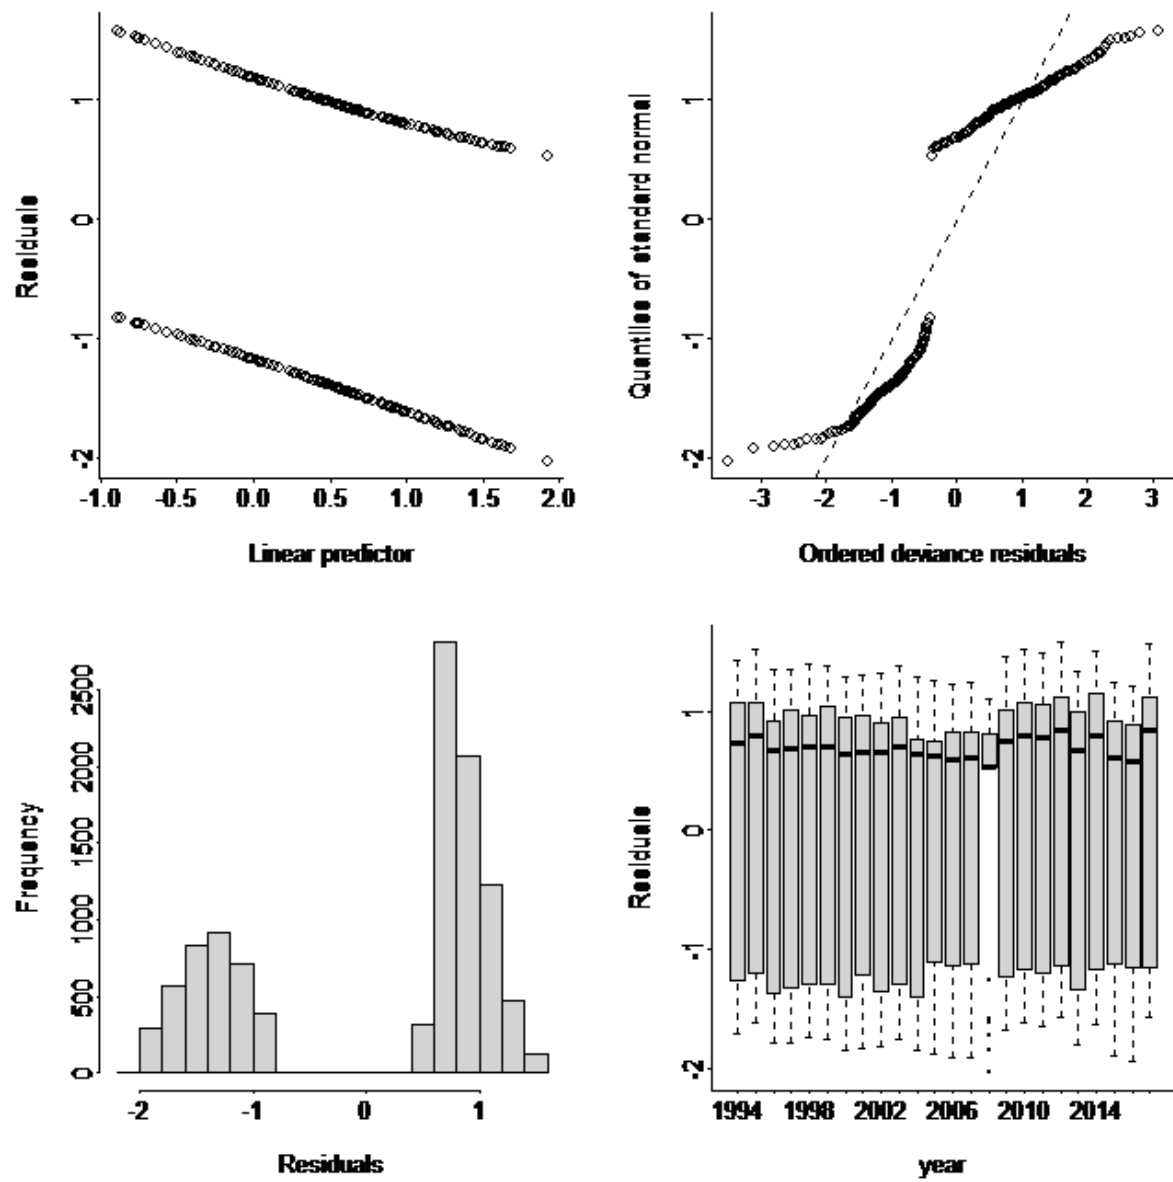 Residuals
1
0
-1
-2
-1.0 -0.5 0.0 0.5 1.0 1.5 2.0
Linear predictor
Quantiles of standard normal
1
0
-1
-2
-3 -2 -1 0 1 2 3
Ordered deviance residuals
Frequency
2500
2000
1500
1000
500
0
-2 -1 0 1
Residuals
Residuals
1
0
-1
-2
1994 1998 2002 2006 2010 2014
year